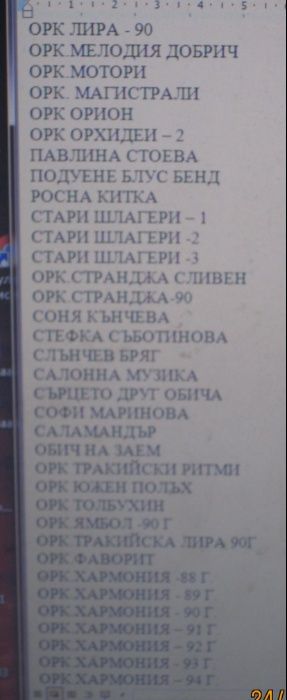 ОРК ЛИРА - 90
ОРК.МЕЛОДИЯ ДОБРИЧ
ОРК.МОТОРИ
ОРК. МАГИСТРАЛИ
ОРК ОРИОН
ОРК ОРХИДЕИ – 2
ПАВЛИНА СТОЕВА
ПОДУЕНЕ БЛУС БЕНД
РОСНА КИТКА
СТАРИ ШЛАГЕРИ – 1
СТАРИ ШЛАГЕРИ -2
СТАРИ ШЛАГЕРИ -3
ОРК.СТРАНДЖА СЛИВЕН
ОРК.СТРАНДЖА-90
СОНЯ КЪНЧЕВА
СТЕФКА СЪБОТИНОВА
СЛЪНЧЕВ БРЯГ
САЛОННА МУЗИКА
СЪРЦЕТО ДРУГ ОБИЧА
СОФИ МАРИНОВА
САЛАМАНДЪР
ОБИЧ НА ЗАЕМ
ОРК ТРАКИЙСКИ РИТМИ
ОРК ЮЖЕН ПОЛЪХ
ОРК ТОЛБУХИН
ОРК.ЯМБОЛ -90 Г
ОРК ТРАКИЙСКА ЛИРА 90Г
ОРК.ФАВОРИТ
ОРК.ХАРМОНИЯ -88 Г.
ОРК.ХАРМОНИЯ - 89 Г.
ОРК.ХАРМОНИЯ - 90 Г.
ОРК.ХАРМОНИЯ – 91 Г
ОРК.ХАРМОНИЯ – 92 Г
ОРК.ХАРМОНИЯ - 93 Г.
ОРК.ХАРМОНИЯ – 94 Г.